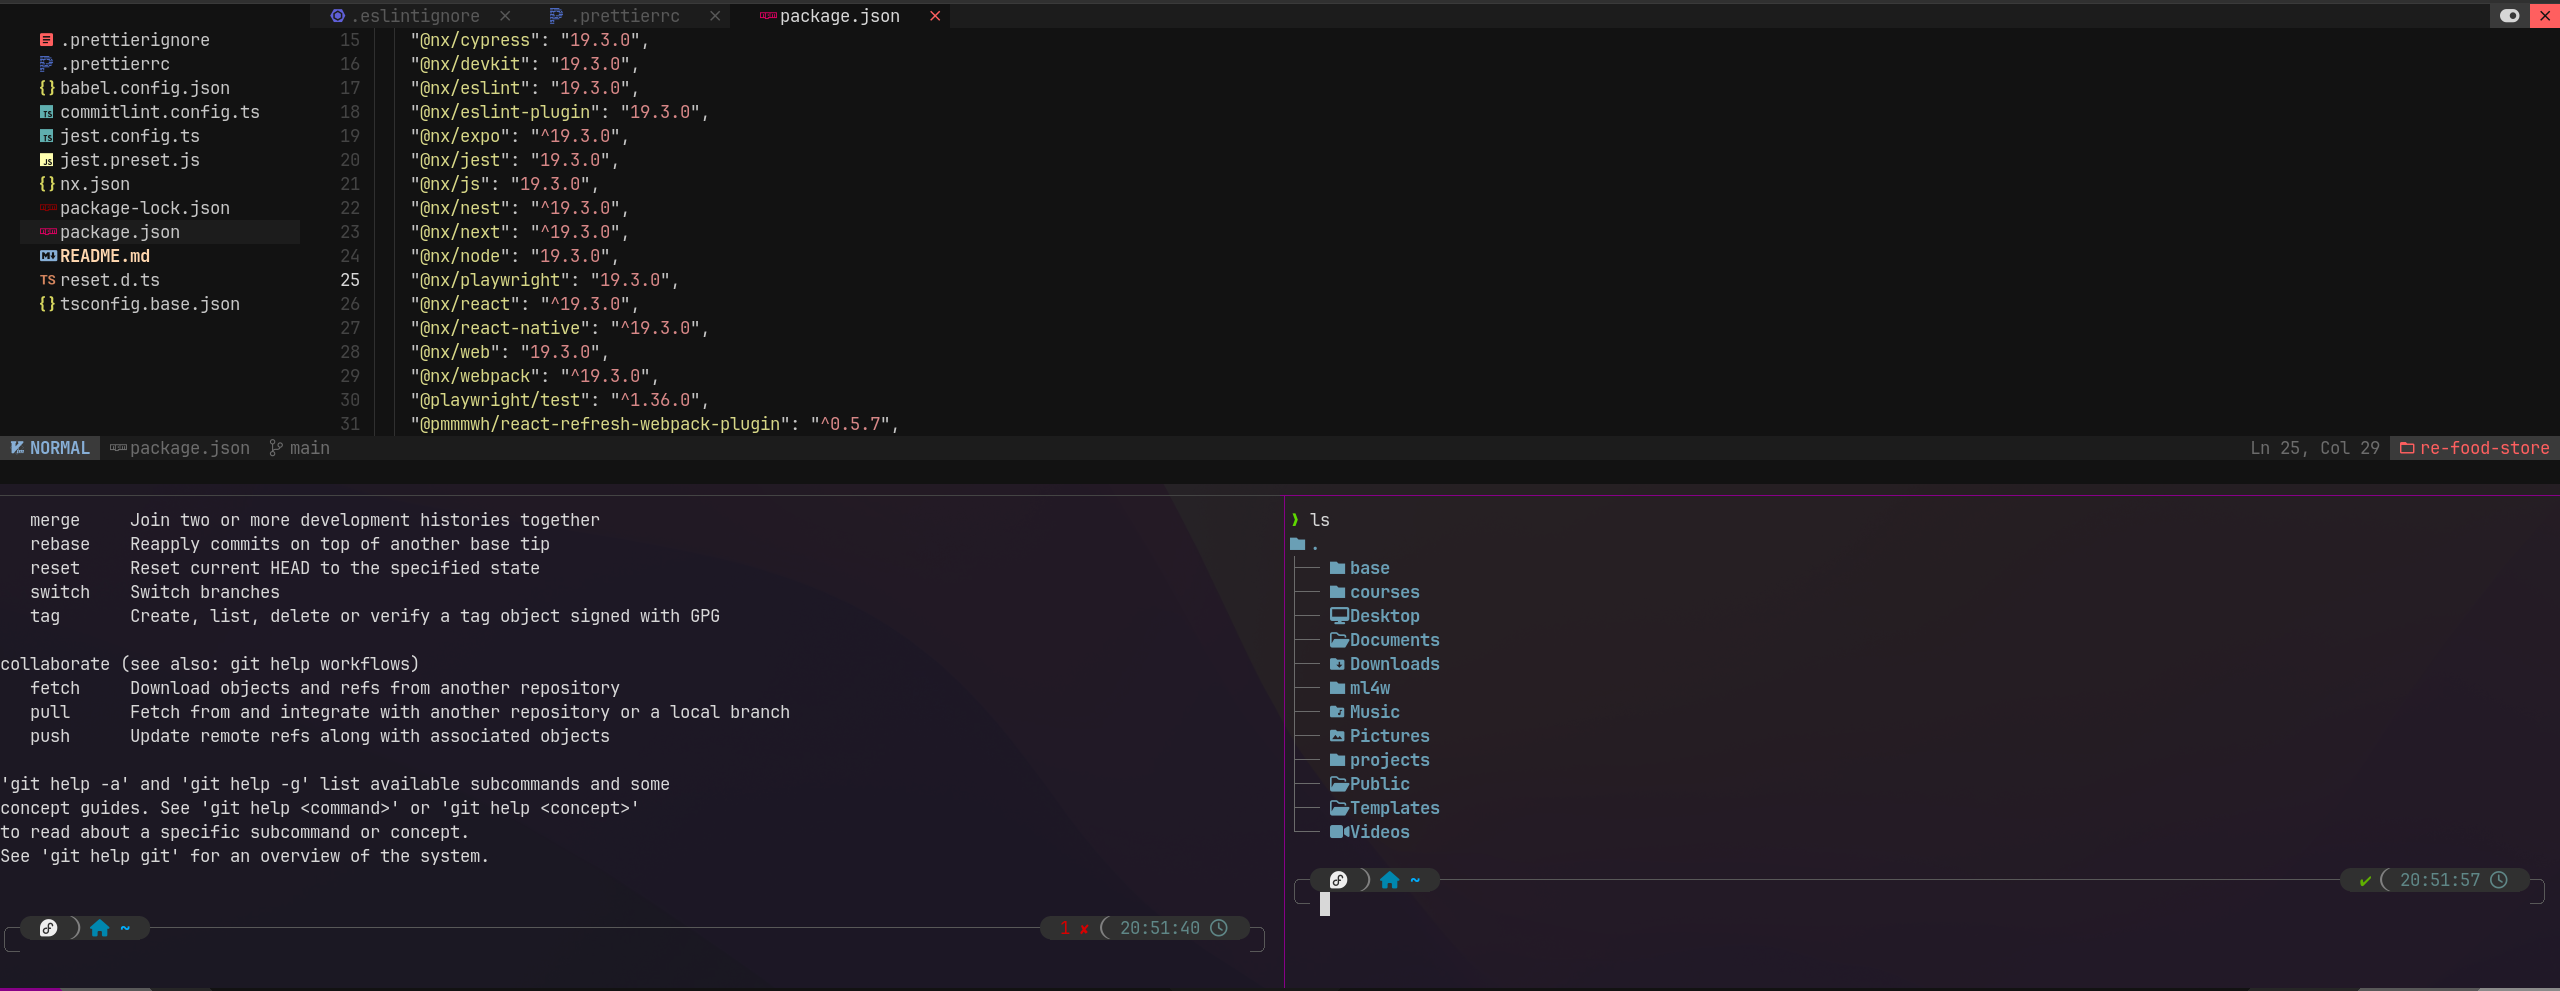 .eslintignore .prettierrc package.json
.prettierignore
.prettierrc
babel.config.json
commitlint.config.ts
jest.config.ts
jest.preset.js
nx.json
package-lock.json
package.json
README.md
TS reset.d.ts
tsconfig.base.json
15 "@nx/cypress": "19.3.0",
16 "@nx/devkit": "19.3.0",
17 "@nx/eslint": "19.3.0",
18 "@nx/eslint-plugin": "19.3.0",
19 "@nx/expo": "^19.3.0",
20 "@nx/jest": "19.3.0",
21 "@nx/js": "19.3.0",
22 "@nx/nest": "^19.3.0",
23 "@nx/next": "^19.3.0",
24 "@nx/node": "19.3.0",
25 "@nx/playwright": "19.3.0",
26 "@nx/react": "^19.3.0",
27 "@nx/react-native": "^19.3.0",
28 "@nx/web": "19.3.0",
29 "@nx/webpack": "^19.3.0",
30 "@playwright/test": "^1.36.0",
31 "@pmmmwh/react-refresh-webpack-plugin": "^0.5.7",
NORMAL package.json main Ln 25, Col 29 re-food-store
merge Join two or more development histories together
rebase Reapply commits on top of another base tip
reset Reset current HEAD to the specified state
switch Switch branches
tag Create, list, delete or verify a tag object signed with GPG
collaborate (see also: git help workflows)
fetch Download objects and refs from another repository
pull Fetch from and integrate with another repository or a local branch
push Update remote refs along with associated objects
'git help -a' and 'git help -g' list available subcommands and some
concept guides. See 'git help <command>' or 'git help <concept>'
to read about a specific subcommand or concept.
See 'git help git' for an overview of the system.
~ 1 ✘ 20:51:40
❯ ls
.
base
courses
Desktop
Documents
Downloads
ml4w
Music
Pictures
projects
Public
Templates
Videos
~ ✔ 20:51:57